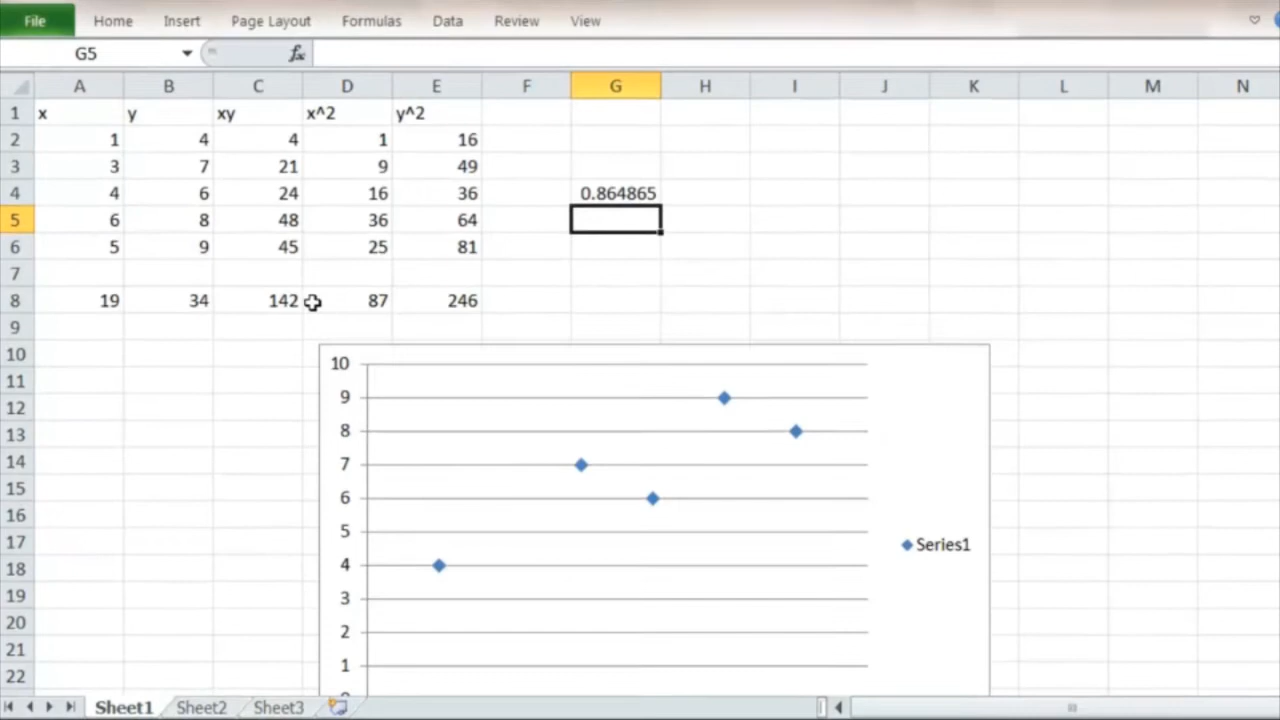 File Home Insert Page Layout Formulas Data Review View
G5 fx
A B C D E F G H I J K L M N
1 x y xy x^2 y^2
2 1 4 4 1 16
3 3 7 21 9 49
4 4 6 24 16 36 0.864865
5 6 8 48 36 64
6 5 9 45 25 81
7
8 19 34 142 87 246
9
10
11
12
13
14
15
16
17
18
19
20
21
22
10
9
8
7
6
5
4
3
2
1
Series1
Sheet1 Sheet2 Sheet3